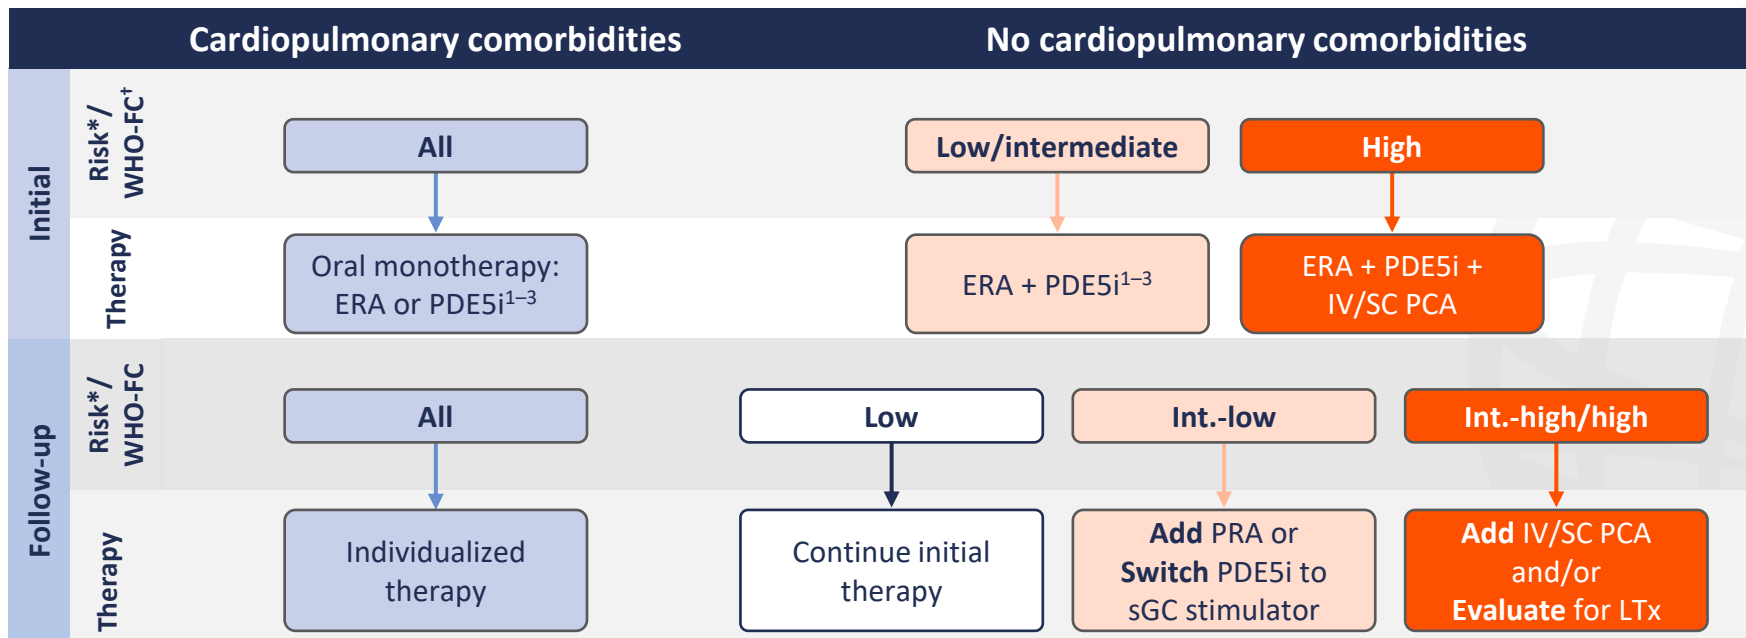 Cardiopulmonary comorbidities
No cardiopulmonary comorbidities
Initial
Risk*/
WHO-FC†
All
Low/intermediate
High
Therapy
Oral monotherapy:
ERA or PDE5i1–3
ERA + PDE5i1–3
ERA + PDE5i +
IV/SC PCA
Follow-up
Risk*/
WHO-FC
All
Low
Int.-low
Int.-high/high
Therapy
Individualized
therapy
Continue initial
therapy
Add PRA or
Switch PDE5i to
sGC stimulator
Add IV/SC PCA
and/or
Evaluate for LTx